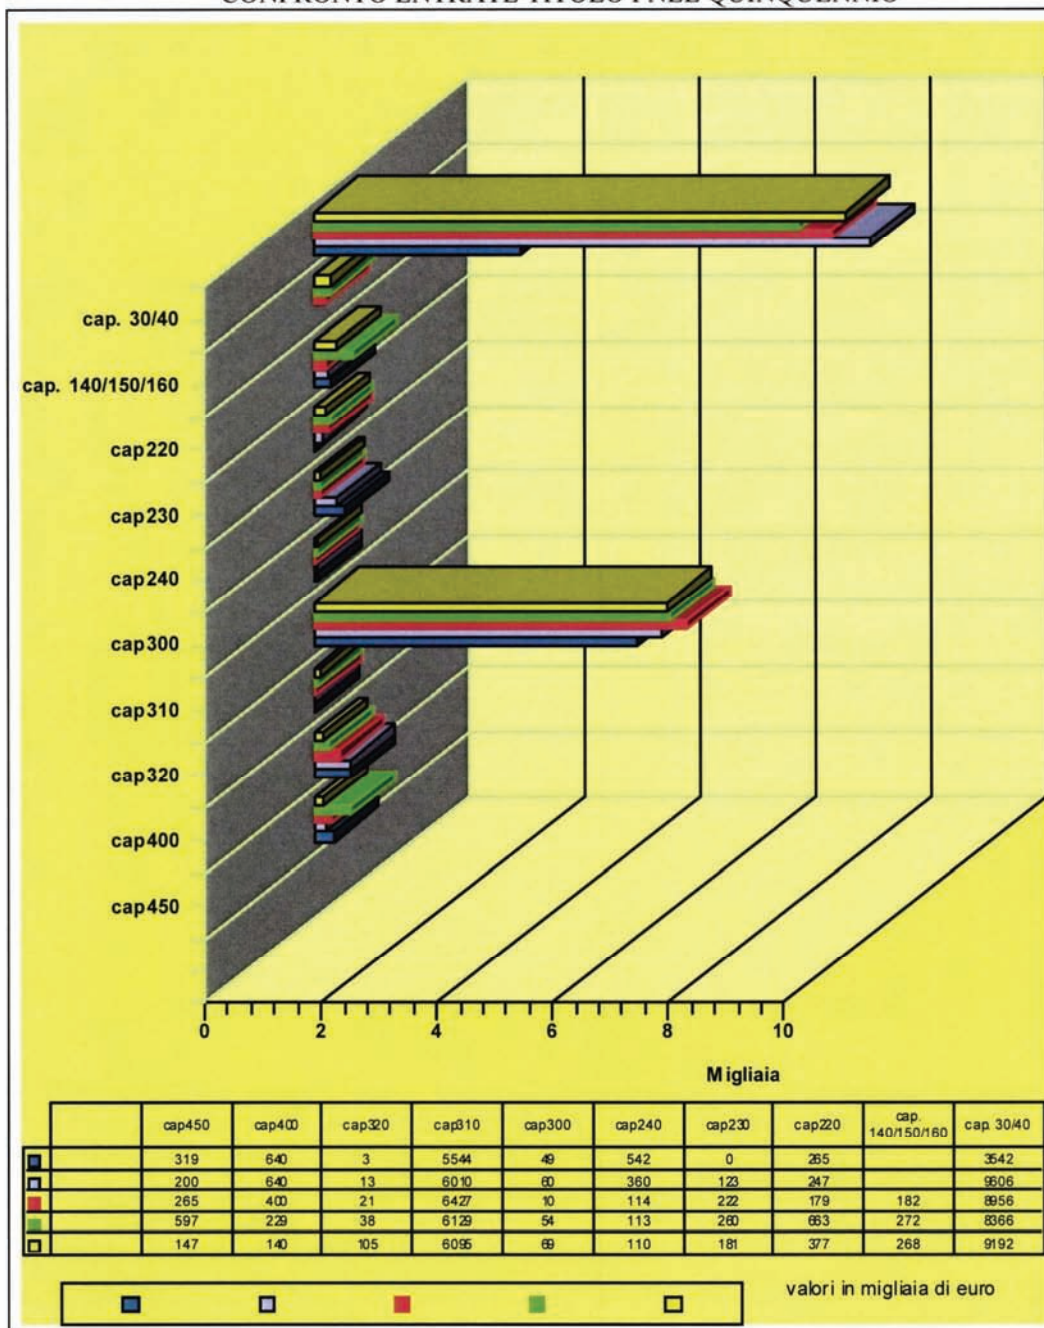 CONFRONTO ENTRATE TITOLO I NEL QUINQUENNIO
cap. 30/40
cap. 140/150/160
cap220
cap230
cap240
cap300
cap310
cap320
cap400
cap450
0 2 4 6 8 10
Migliaia
cap450 cap400 cap320 cap310 cap300 cap240 cap230 cap220 cap. 140/150/160 cap. 30/40
319 640 3 5544 49 542 0 265 3542
200 640 13 6010 60 360 123 247 9606
265 400 21 6427 10 114 222 179 182 8956
597 229 38 6129 54 113 260 663 272 8366
147 140 105 6095 69 110 181 377 268 9192
valori in migliaia di euro